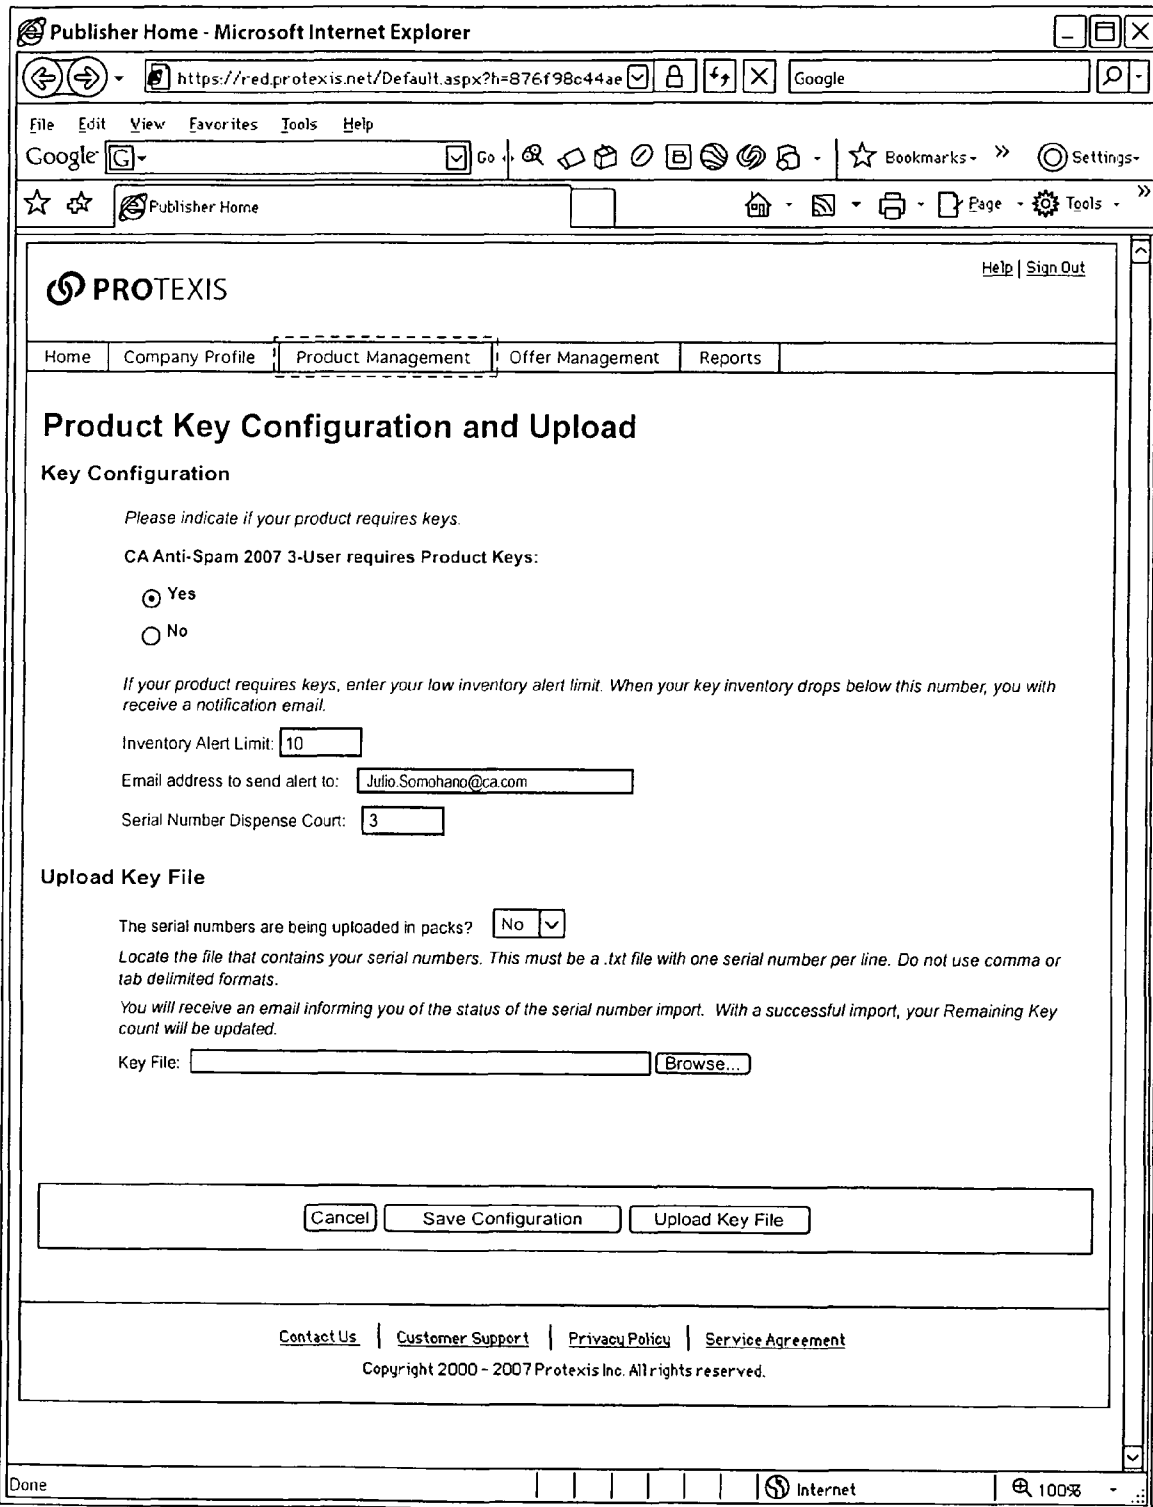 Publisher Home - Microsoft Internet Explorer
https://red.protexis.net/Default.aspx?h=876f98c44ae
Google
File Edit View Favorites Tools Help
Google G Go B Bookmarks- » Settings-
Publisher Home
Page Tools »
PROTEXIS
Help | Sign Out
Home Company Profile Product Management Offer Management Reports
Product Key Configuration and Upload
Key Configuration
Please indicate if your product requires keys.
CA Anti-Spam 2007 3-User requires Product Keys:
Yes
No
If your product requires keys, enter your low inventory alert limit. When your key inventory drops below this number, you with
receive a notification email.
Inventory Alert Limit: 10
Email address to send alert to: Julio.Somohano@ca.com
Serial Number Dispense Court: 3
Upload Key File
The serial numbers are being uploaded in packs? No
Locate the file that contains your serial numbers. This must be a .txt file with one serial number per line. Do not use comma or
tab delimited formats.
You will receive an email informing you of the status of the serial number import. With a successful import, your Remaining Key
count will be updated.
Key File: Browse...
Cancel Save Configuration Upload Key File
Contact Us | Customer Support | Privacy Policy | Service Agreement
Copyright 2000 - 2007 Protexis Inc. All rights reserved.
Done Internet 100%